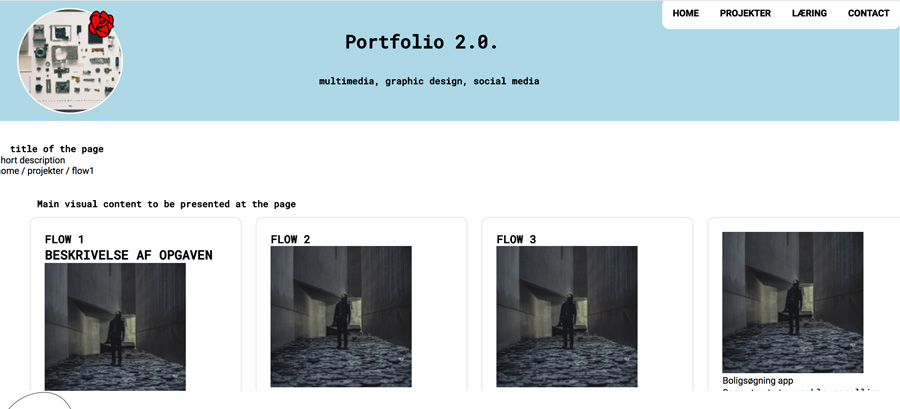 HOME PROJEKTER LÆRING CONTACT
Portfolio 2.0.
multimedia, graphic design, social media
title of the page
hort description
ome / projekter / flow1
Main visual content to be presented at the page
FLOW 1
BESKRIVELSE AF OPGAVEN
FLOW 2
FLOW 3
Boligsøgning app